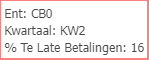 Ent: CB0
Kwartaal: KW2
% Te Late Betalingen: 16